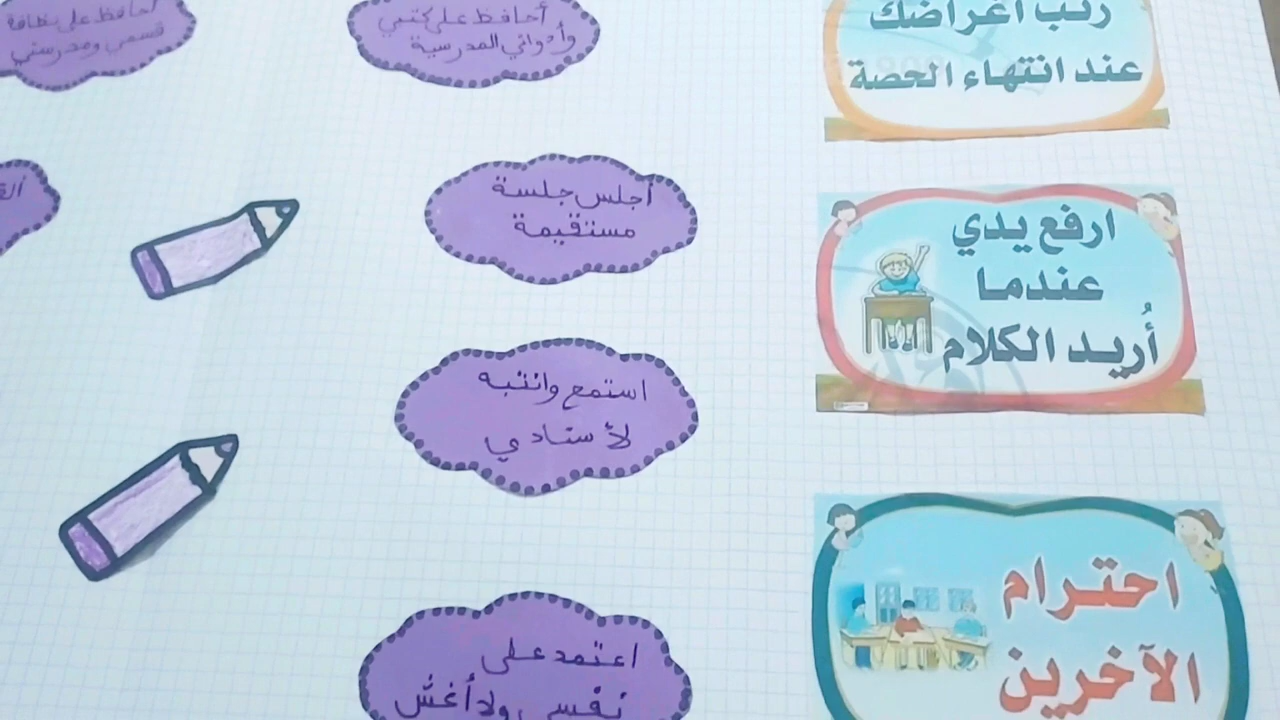 رتب أغراضك
عند انتهاء الحصة
ارفع يدي
عندما
أُريد الكلام
احترام
الآخرين
أحافظ على كتبي
وأدواتي المدرسية
أجلس جلسة
مستقيمة
استمع وانتبه
لأستادي
اعتمد على
نفسي ولا أغش
أحافظ على نظافة
قسمي ومدرستي